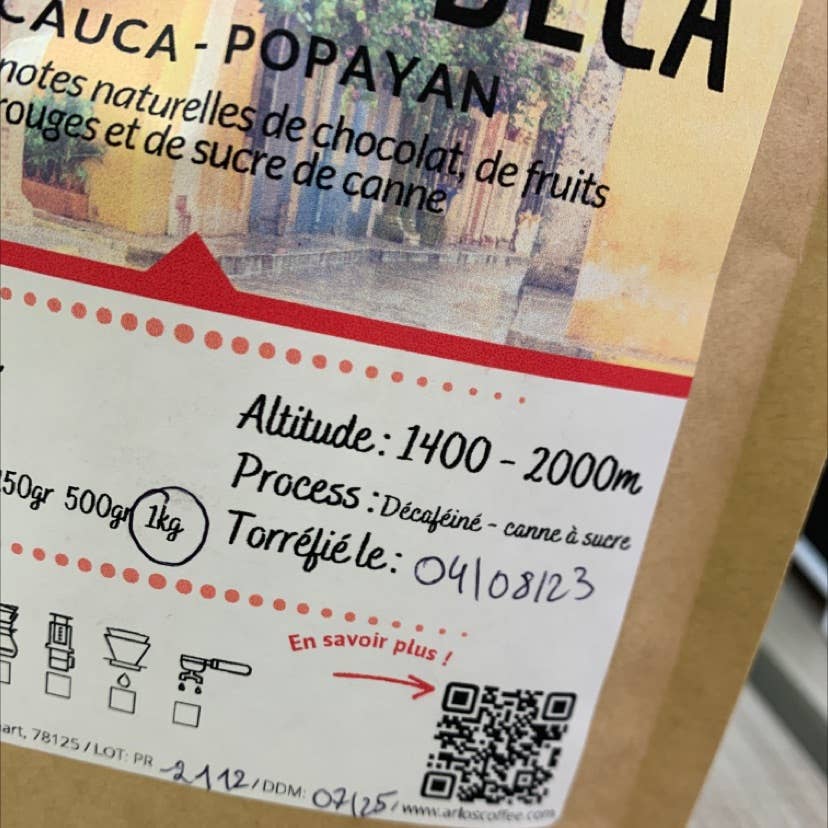 DÉCA
CAUCA - POPAYAN
notes naturelles de chocolat, de fruits
rouges et de sucre de canne
Altitude : 1400 - 2000m
Process : Décaféiné - canne à sucre
250gr 500gr 1kg
Torréfié le : 04/08/23
En savoir plus !
78125 / LOT: PR 2112 / DDM: 07/25 / www.arloscoffee.com